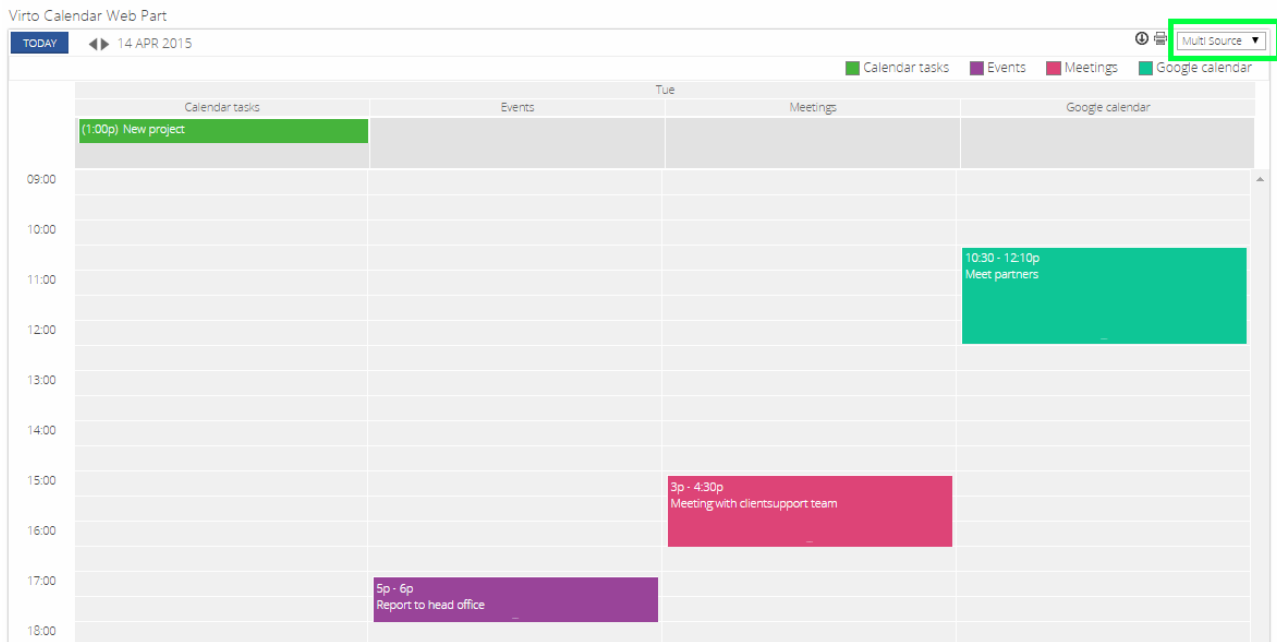 Virto Calendar Web Part
TODAY 14 APR 2015 Multi Source
Calendar tasks Events Meetings Google calendar
Tue
Calendar tasks Events Meetings Google calendar
(1:00p) New project
09:00
10:00
10:30 - 12:10p
Meet partners
11:00
12:00
13:00
14:00
15:00
3p - 4:30p
Meeting with clientsupport team
16:00
17:00
5p - 6p
Report to head office
18:00